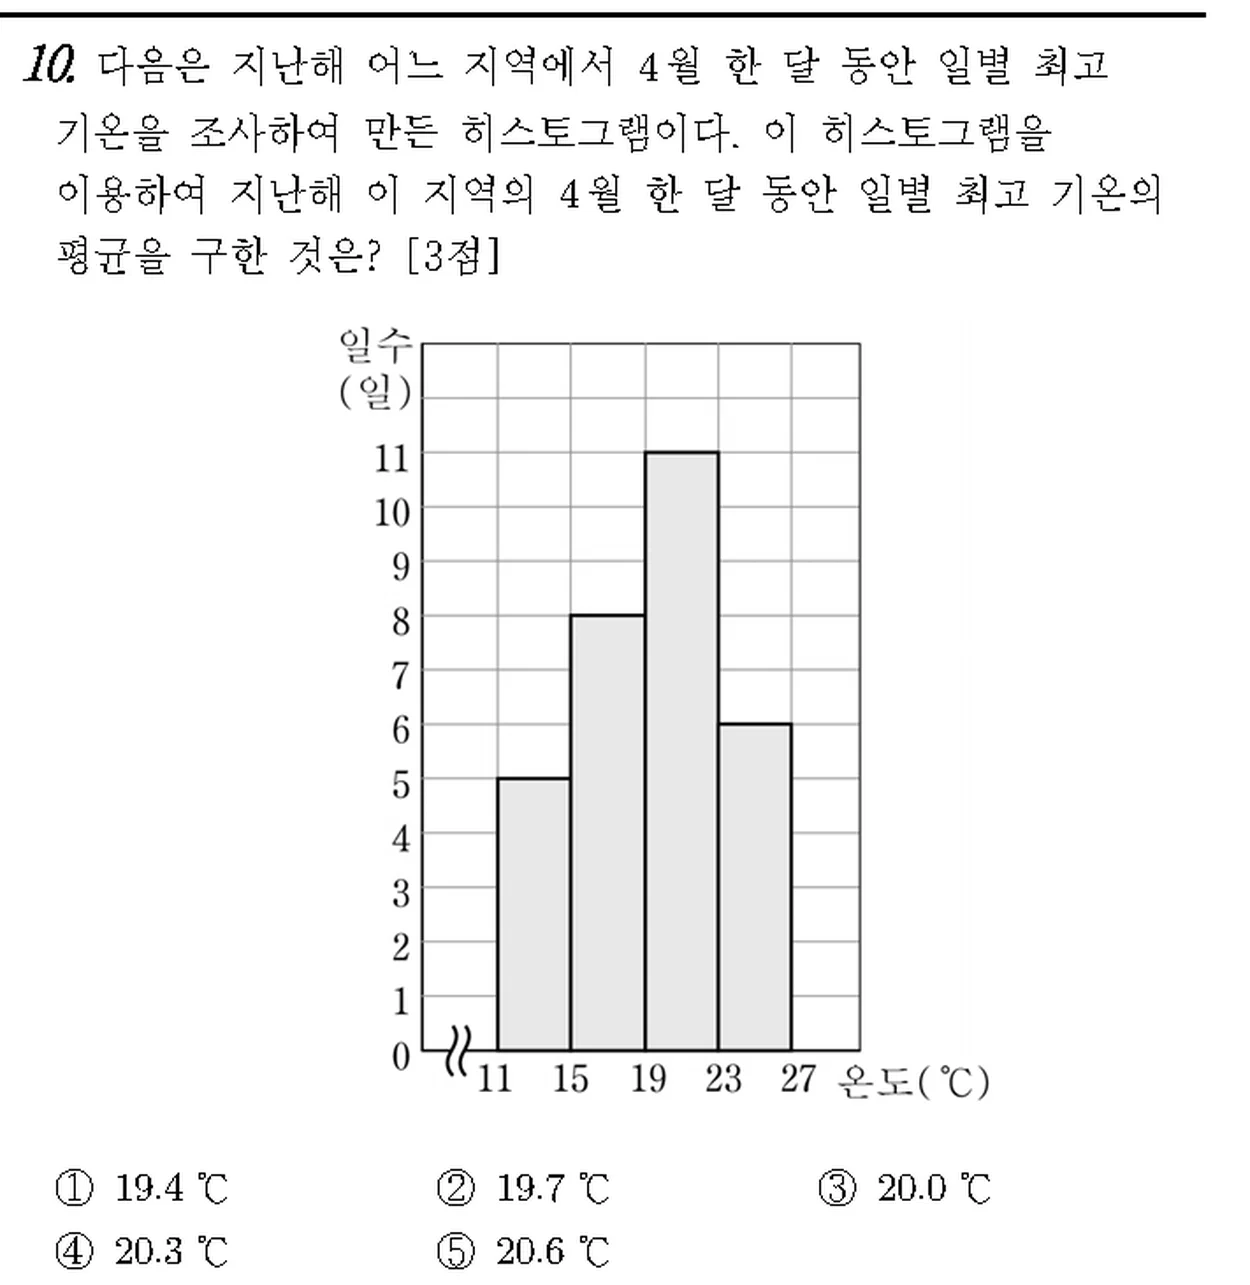 10. 다음은 지난해 어느 지역에서 4월 한 달 동안 일별 최고
기온을 조사하여 만든 히스토그램이다. 이 히스토그램을
이용하여 지난해 이 지역의 4월 한 달 동안 일별 최고 기온의
평균을 구한 것은? [3점]
일수
(일)
11
10
9
8
7
6
5
4
3
2
1
0
11 15 19 23 27 온도(℃)
① 19.4 ℃ ② 19.7 ℃ ③ 20.0 ℃
④ 20.3 ℃ ⑤ 20.6 ℃